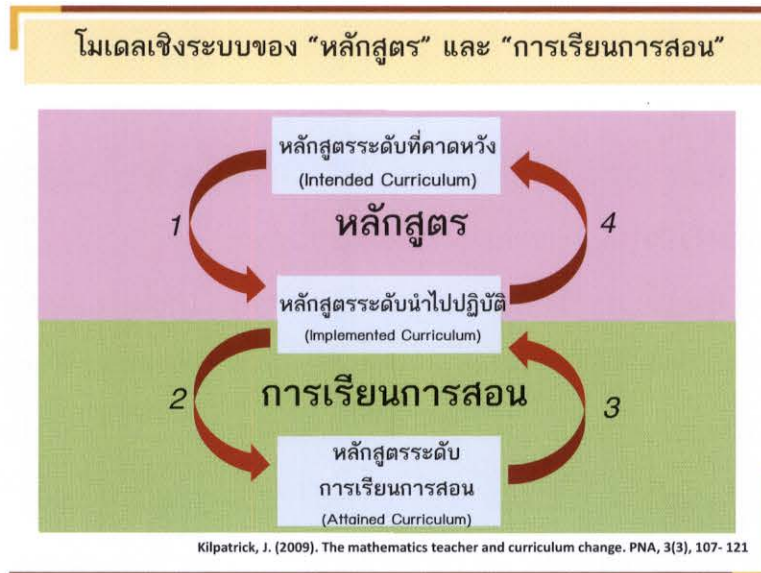 โมเดลเชิงระบบของ “หลักสูตร” และ “การเรียนการสอน”
หลักสูตรระดับที่คาดหวัง
(Intended Curriculum)
1
หลักสูตร
4
หลักสูตรระดับนำไปปฏิบัติ
(Implemented Curriculum)
2
การเรียนการสอน
3
หลักสูตรระดับ
การเรียนการสอน
(Attained Curriculum)
Kilpatrick, J. (2009). The mathematics teacher and curriculum change. PNA, 3(3), 107- 121